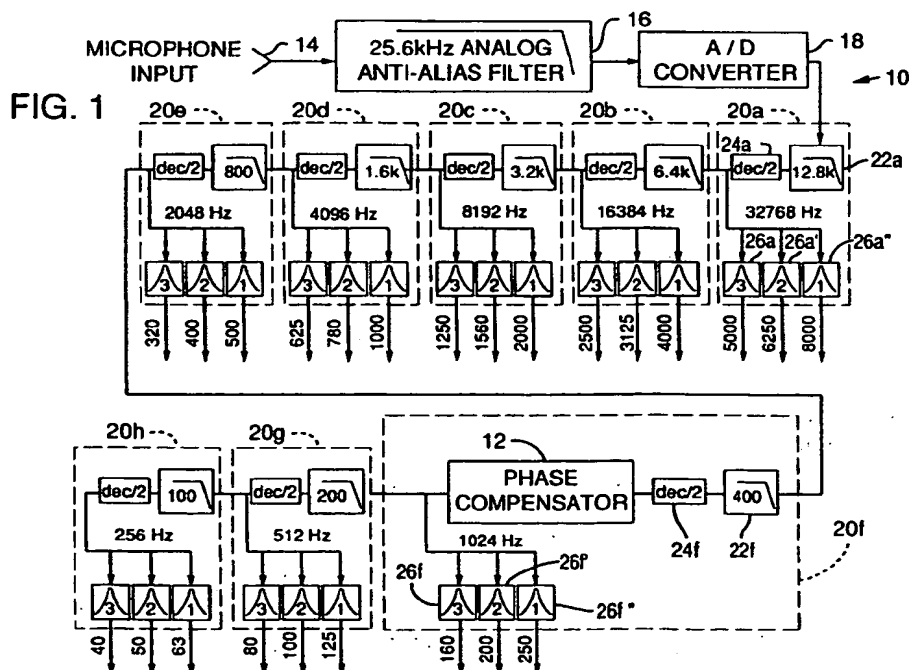 MICROPHONE
INPUT
14
25.6kHz ANALOG
ANTI-ALIAS FILTER
16
A / D
CONVERTER
18
10
FIG. 1
20e
20d
20c
20b
20a
dec/2
800
dec/2
1.6k
dec/2
3.2k
dec/2
6.4k
24a
dec/2
12.8k
22a
2048 Hz
4096 Hz
8192 Hz
16384 Hz
32768 Hz
26a
26a'
26a"
3 2 1
3 2 1
3 2 1
3 2 1
3 2 1
320
400
500
625
780
1000
1250
1560
2000
2500
3125
4000
5000
6250
8000
20h
20g
12
dec/2
100
dec/2
200
PHASE
COMPENSATOR
dec/2
400
24f
22f
20f
256 Hz
512 Hz
1024 Hz
26f
26f'
26f"
3 2 1
3 2 1
3 2 1
40
50
63
80
100
125
160
200
250